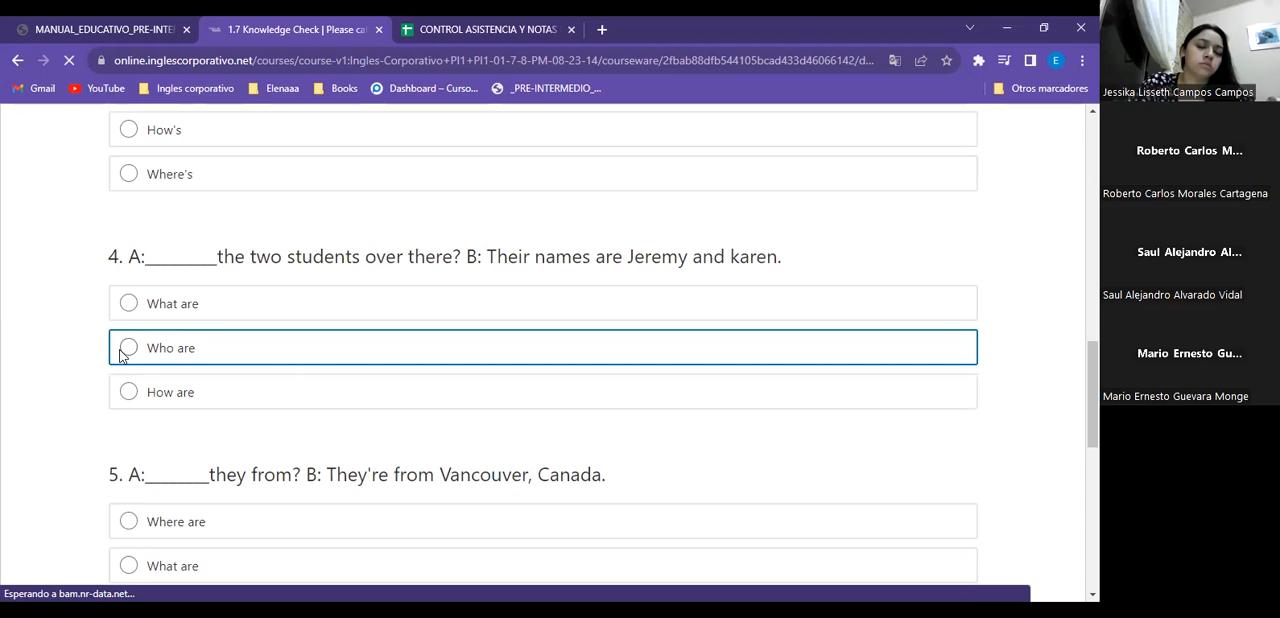 MANUAL_EDUCATIVO_PRE-INTE
1.7 Knowledge Check | Please cal
CONTROL ASISTENCIA Y NOTAS
online.inglescorporativo.net/courses/course-v1:Ingles-Corporativo+PI1+PI1-01-7-8-PM-08-23-14/courseware/2fbab88dfb544105bcad433d46066142/d...
E
Gmail
YouTube
Ingles corporativo
Elenaaa
Books
Dashboard – Curso...
_PRE-INTERMEDIO_...
Otros marcadores
How's
Where's
4. A:________the two students over there? B: Their names are Jeremy and karen.
What are
Who are
How are
5. A:_______they from? B: They're from Vancouver, Canada.
Where are
What are
Esperando a bam.nr-data.net...
Jessika Lisseth Campos Campos
Roberto Carlos M...
Roberto Carlos Morales Cartagena
Saul Alejandro Al...
Saul Alejandro Alvarado Vidal
Mario Ernesto Gu...
Mario Ernesto Guevara Monge